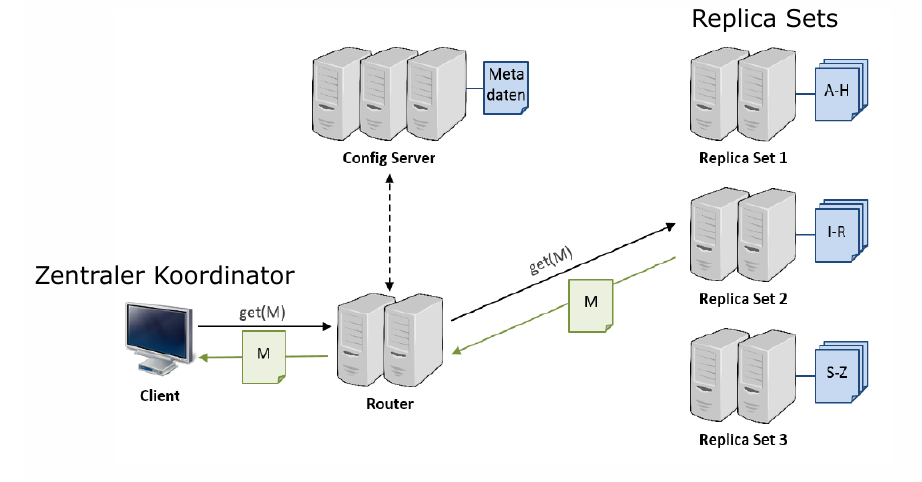 Replica Sets
Meta
daten
A-H
Config Server
Replica Set 1
I-R
get(M)
Zentraler Koordinator
Replica Set 2
M
get(M)
M
S-Z
Client
Router
Replica Set 3